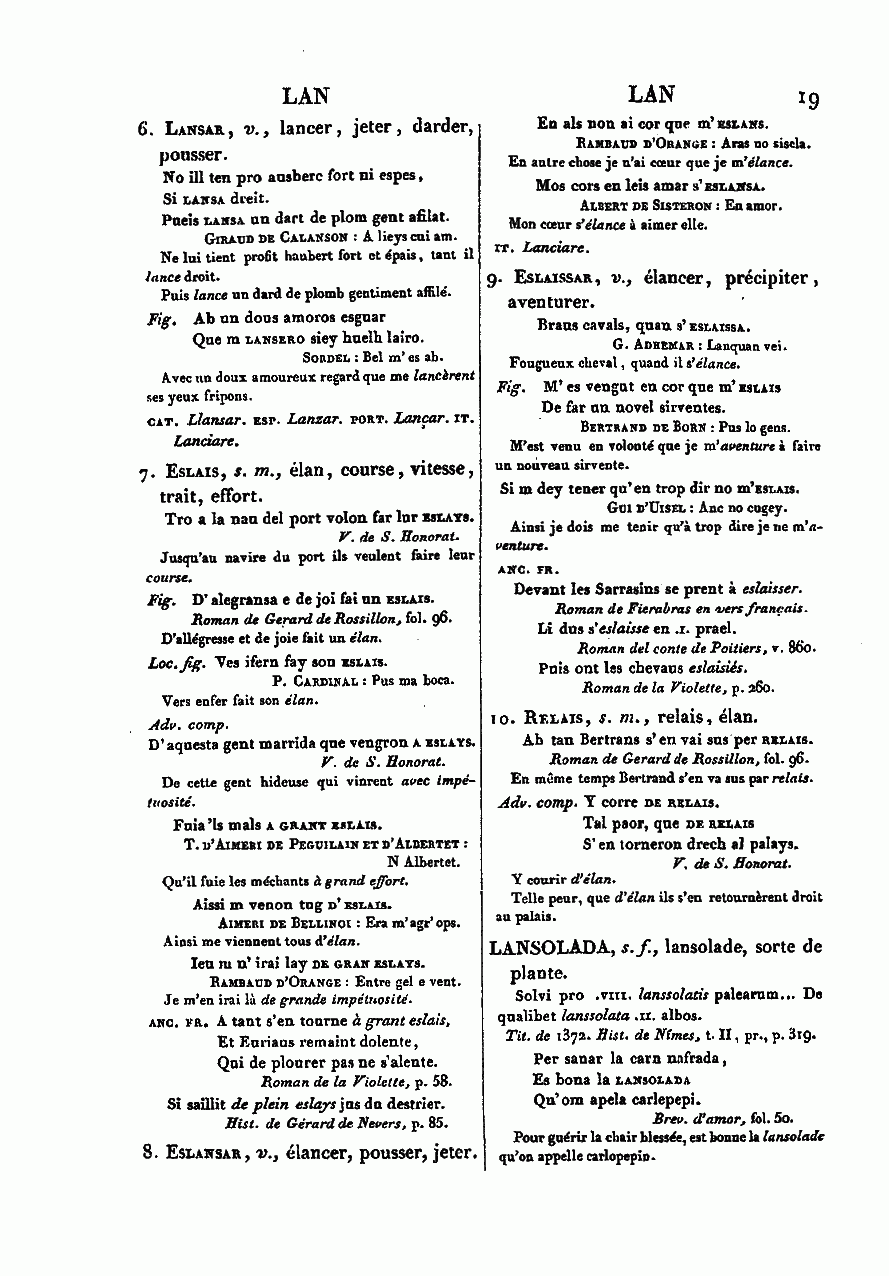 LAN
LAN 19
6. LANSAR, v., lancer, jeter, darder,
pousser.
No ill ten pro ausberc fort ni espes,
Si LANSA dreit.
Pueis LANSA un dart de plom gent afilat.
GIRAUD DE CALANSON : A lieys cui am.
Ne lui tient profit haubert fort et épais, tant il
lance droit.
Puis lance un dard de plomb gentiment affilé.
Fig. Ab un dous amoros esguar
Que m LANSERO siey huelh lairo.
SORDEL : Bel m'es ab.
Avec un doux amoureux regard que me lancèrent
ses yeux fripons.
CAT. Llansar. ESP. Lanzar. PORT. Lançar. IT.
Lanciare.
7. ESLAIS, s. m., élan, course, vitesse,
trait, effort.
Tro a la nau del port volon far lur ESLAYS.
V. de S. Honorat.
Jusqu'au navire du port ils veulent faire leur
course.
Fig. D'alegransa e de joi fai un ESLAIS.
Roman de Gerard de Rossillon, fol. 96.
D'allégresse et de joie fait un élan.
Loc. fig. Ves ifern fay son ESLAIS.
P. CARDINAL : Pus ma boca.
Vers enfer fait son élan.
Adv. comp.
D'aquesta gent marrida que vengron A ESLAYS.
V. de S. Honorat.
De cette gent hideuse qui vinrent avec impé-
tuosité.
Fuia'ls mals A GRANT ESLAIS.
T. D'AIMERI DE PEGUILAIN ET D'ALBERTET :
N Albertet.
Qu'il fuie les méchants à grand effort.
Aissi m venon tug D'ESLAIS.
AIMERI DE BELLINOI : Era m'agr'ops.
Ainsi me viennent tous d'élan.
Ieu m n'irai lay DE GRAN ESLAYS.
RAMBAUD D'ORANGE : Entre gel e vent.
Je m'en irai là de grande impétuosité.
ANC. FR. A tant s'en tourne à grant eslais,
Et Euriaus remaint dolente,
Qui de plourer pas ne s'alente.
Roman de la Violette, p. 58.
Si saillit de plein eslays jus du destrier.
Hist. de Gérard de Nevers, p. 85.
8. ESLANSAR, v., élancer, pousser, jeter.
En als non ai cor que m'ESLANS.
RAMBAUD D'ORANGE : Aras no siscla.
En autre chose je n'ai cœur que je m'élance.
Mos cors en leis amar s'ESLANSA.
ALBERT DE SISTERON : En amor.
Mon cœur s'élance à aimer elle.
IT. Lanciare.
9. ESLAISSAR, v., élancer, précipiter,
aventurer.
Braus cavals, quan s'ESLAISSA.
G. ADHEMAR : Lanquan vei.
Fougueux cheval, quand il s'élance.
Fig. M'es vengut en cor que m'ESLAIS
De far un novel sirventes.
BERTRAND DE BORN : Pus lo gens.
M'est venu en volonté que je m'aventure à faire
un nouveau sirvente.
Si m dey tener qu'en trop dir no m'ESLAIS.
GUI D'UISEL : Anc no cugey.
Ainsi je dois me tenir qu'à trop dire je ne m'a-
venture.
ANC. FR.
Devant les Sarrasins se prent à eslaisser.
Roman de Fierabras en vers français.
Li dus s'eslaisse en .I. prael.
Roman del conte de Poitiers, v. 860.
Puis ont les chevaus eslaisiés.
Roman de la Violette, p. 260.
10. RELAIS, s. m., relais, élan.
Ab tan Bertrans s'en vai sus per RELAIS.
Roman de Gerard de Rossillon, fol. 96.
En même temps Bertrand s'en va sus par relais.
Adv. comp. Y corre DE RELAIS.
Tal paor, que DE RELAIS
S'en torneron drech al palays.
V. de S. Honorat.
Y courir d'élan.
Telle peur, que d'élan ils s'en retournèrent droit
au palais.
LANSOLADA, s. f., lansolade, sorte de
plante.
Solvi pro .VIII. lanssolatis palearum... De
qualibet lanssolata .II. albos.
Tit. de 1372. Hist. de Nîmes, t. II, pr., p. 319.
Per sanar la carn nafrada,
Es bona la LANSOLADA
Qu'om apela carlepepi.
Brev. d'amor, fol. 50.
Pour guérir la chair blessée, est bonne la lansolade
qu'on appelle carlopepin.